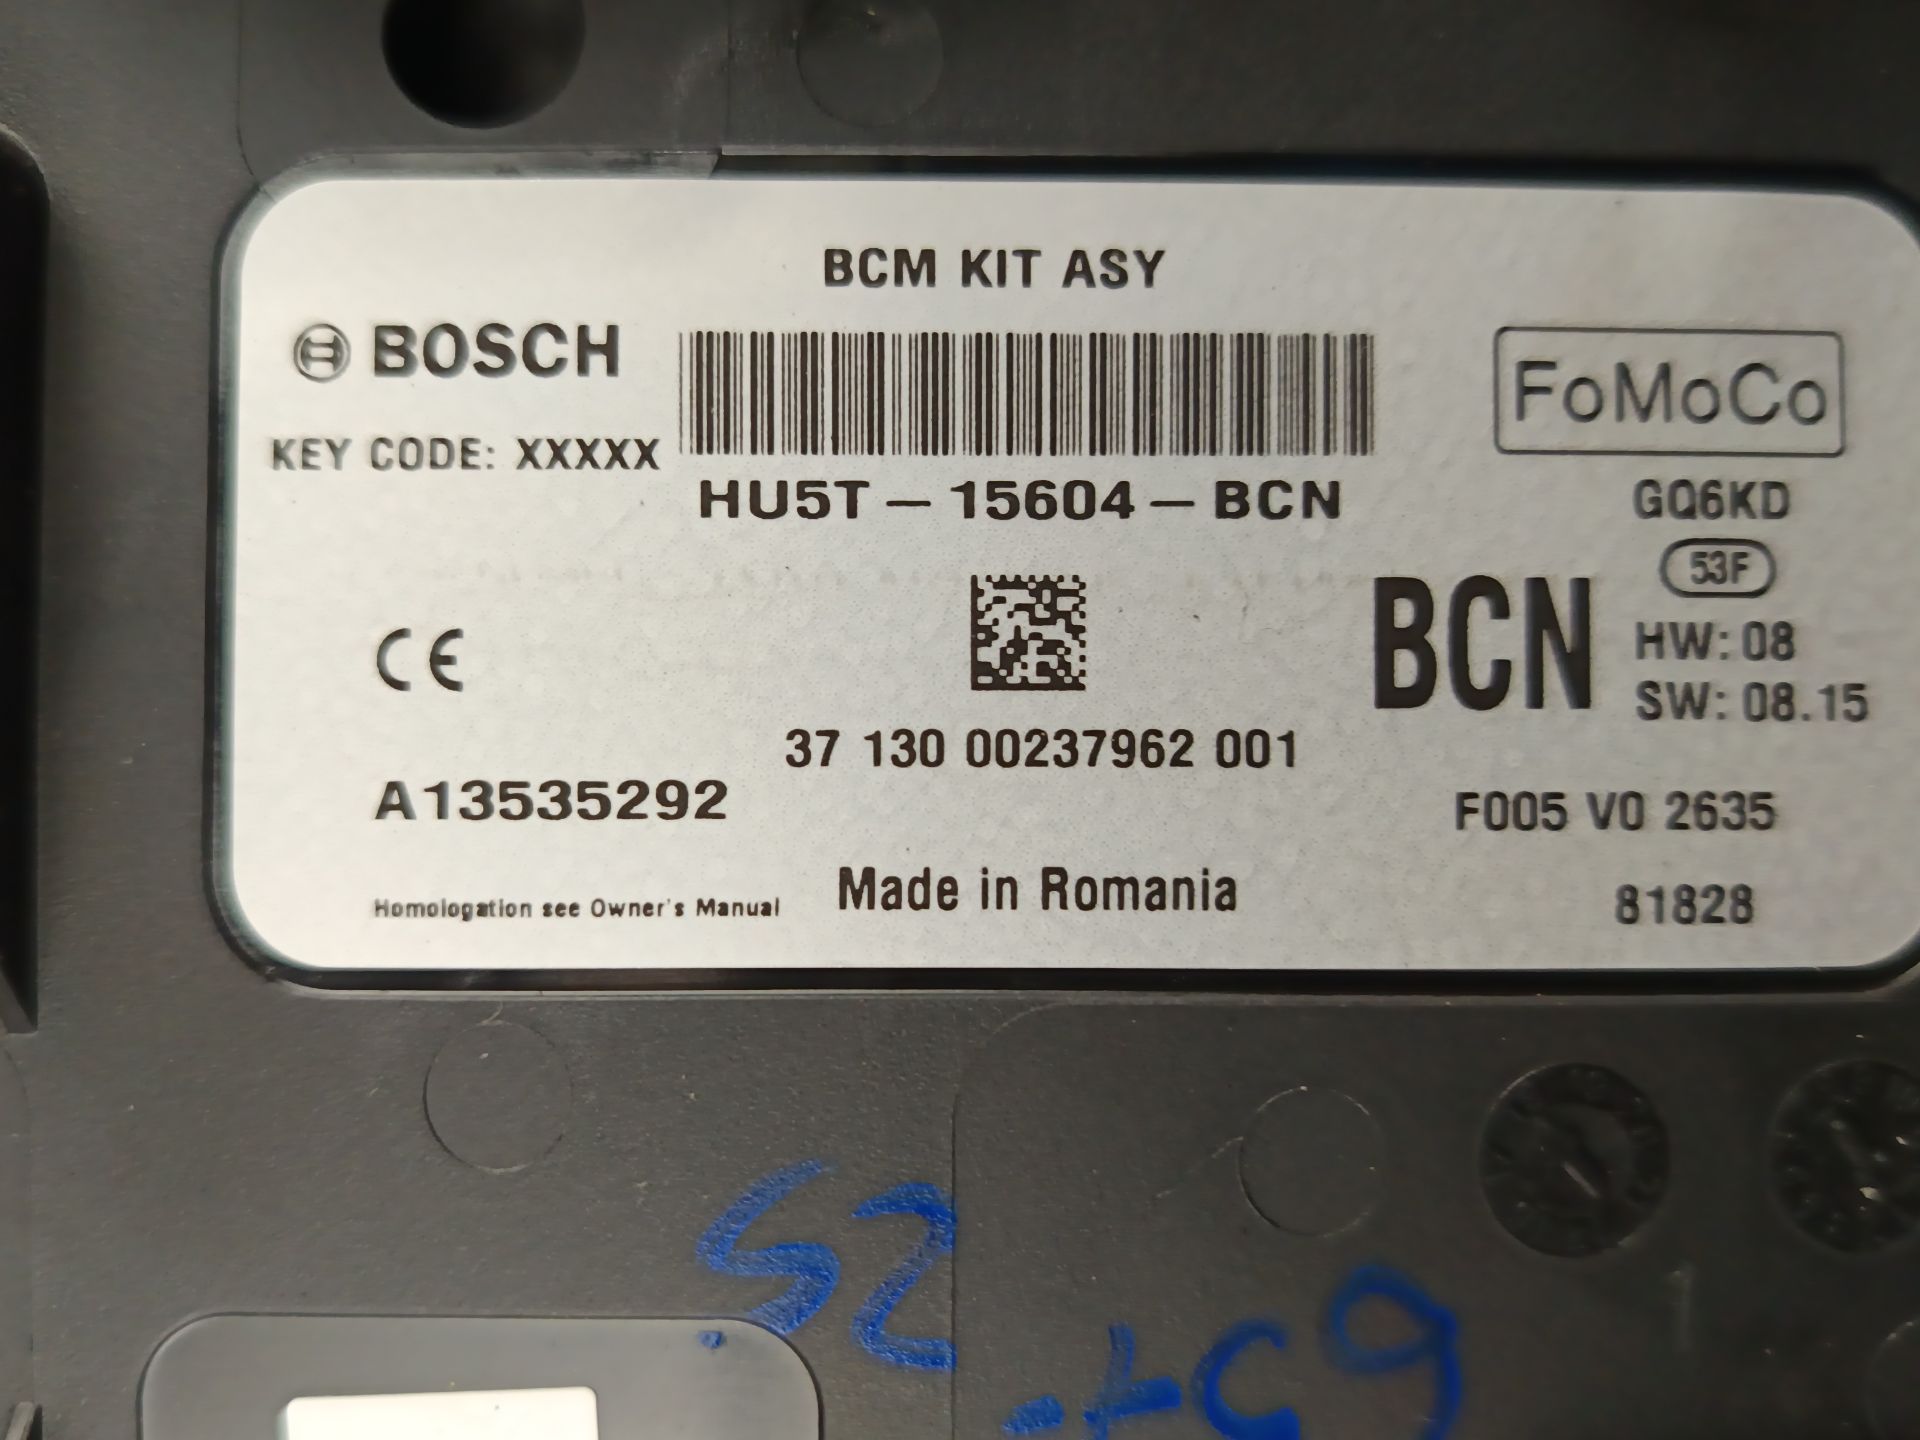 BCM KIT ASY
BOSCH
FoMoCo
KEY CODE: XXXXX
HU5T-15604-BCN
GQ6KD
53F
CE
BCN
HW: 08
SW: 08.15
37 130 00237962 001
A13535292
F005 V0 2635
Homologation see Owner's Manual
Made in Romania
81828